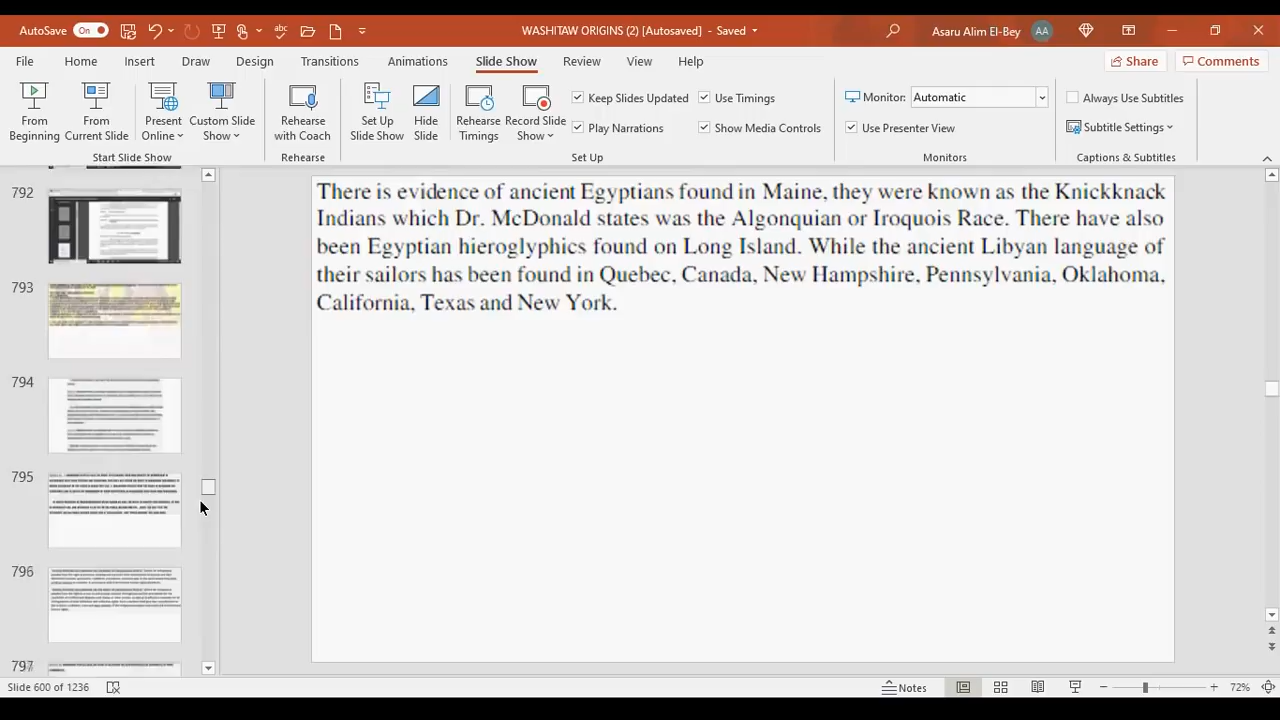 AutoSave On
WASHITAW ORIGINS (2) [Autosaved] - Saved
Asaru Alim El-Bey AA
File Home Insert Draw Design Transitions Animations Slide Show Review View Help Share Comments
From Beginning
From Current Slide
Present Online
Custom Slide Show
Start Slide Show
Rehearse with Coach
Rehearse
Set Up Slide Show
Hide Slide
Rehearse Timings
Record Slide Show
Keep Slides Updated
Play Narrations
Use Timings
Show Media Controls
Set Up
Monitor: Automatic
Use Presenter View
Monitors
Always Use Subtitles
Subtitle Settings
Captions & Subtitles
792
793
794
795
796
797
There is evidence of ancient Egyptians found in Maine, they were known as the Knickknack
Indians which Dr. McDonald states was the Algonquian or Iroquois Race. There have also
been Egyptian hieroglyphics found on Long Island. While the ancient Libyan language of
their sailors has been found in Quebec, Canada, New Hampshire, Pennsylvania, Oklahoma,
California, Texas and New York.
Slide 600 of 1236
Notes
72%